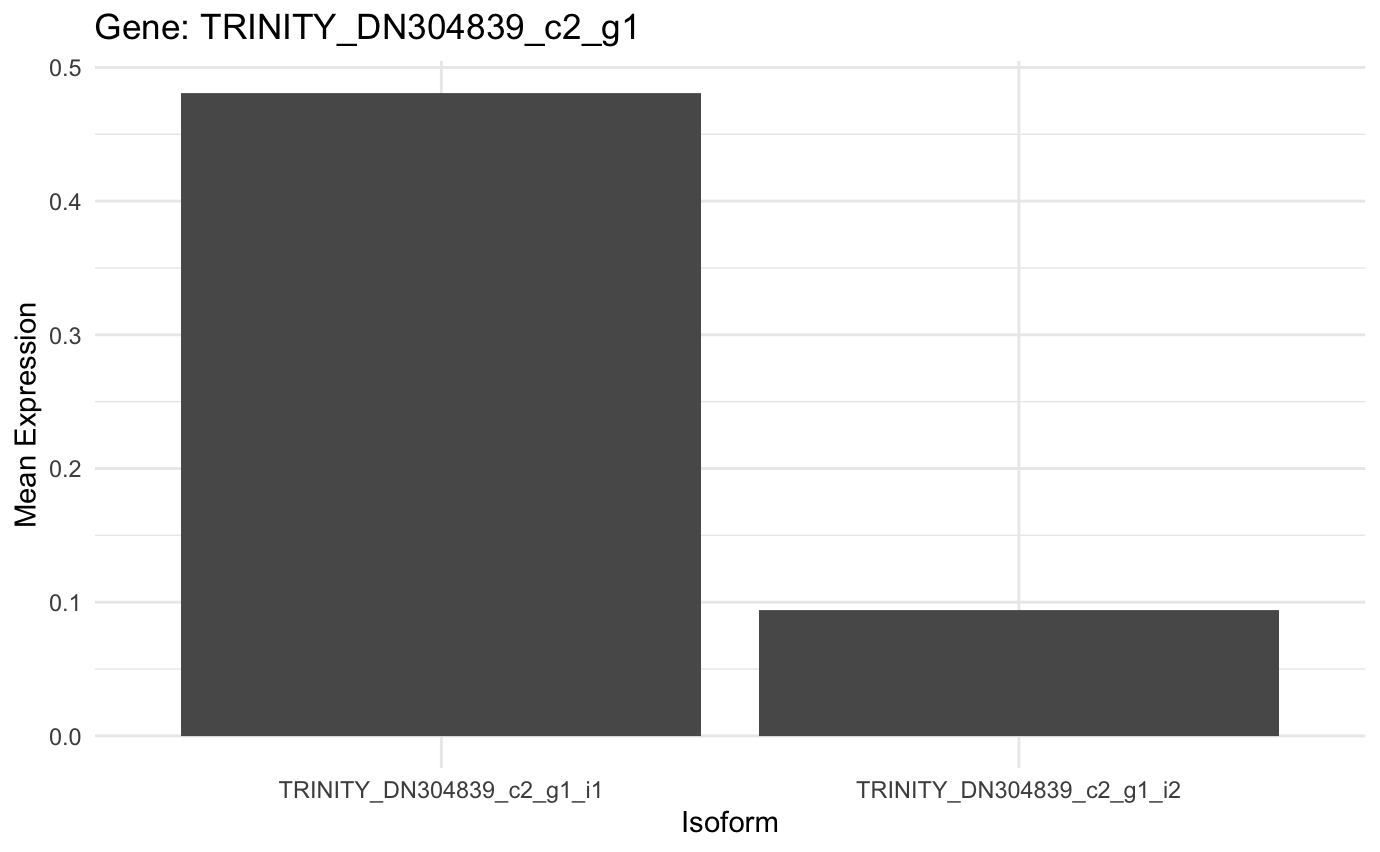 Gene: TRINITY_DN304839_c2_g1
0.5
0.4
0.3
0.2
0.1
0.0
Mean Expression
TRINITY_DN304839_c2_g1_i1
TRINITY_DN304839_c2_g1_i2
Isoform